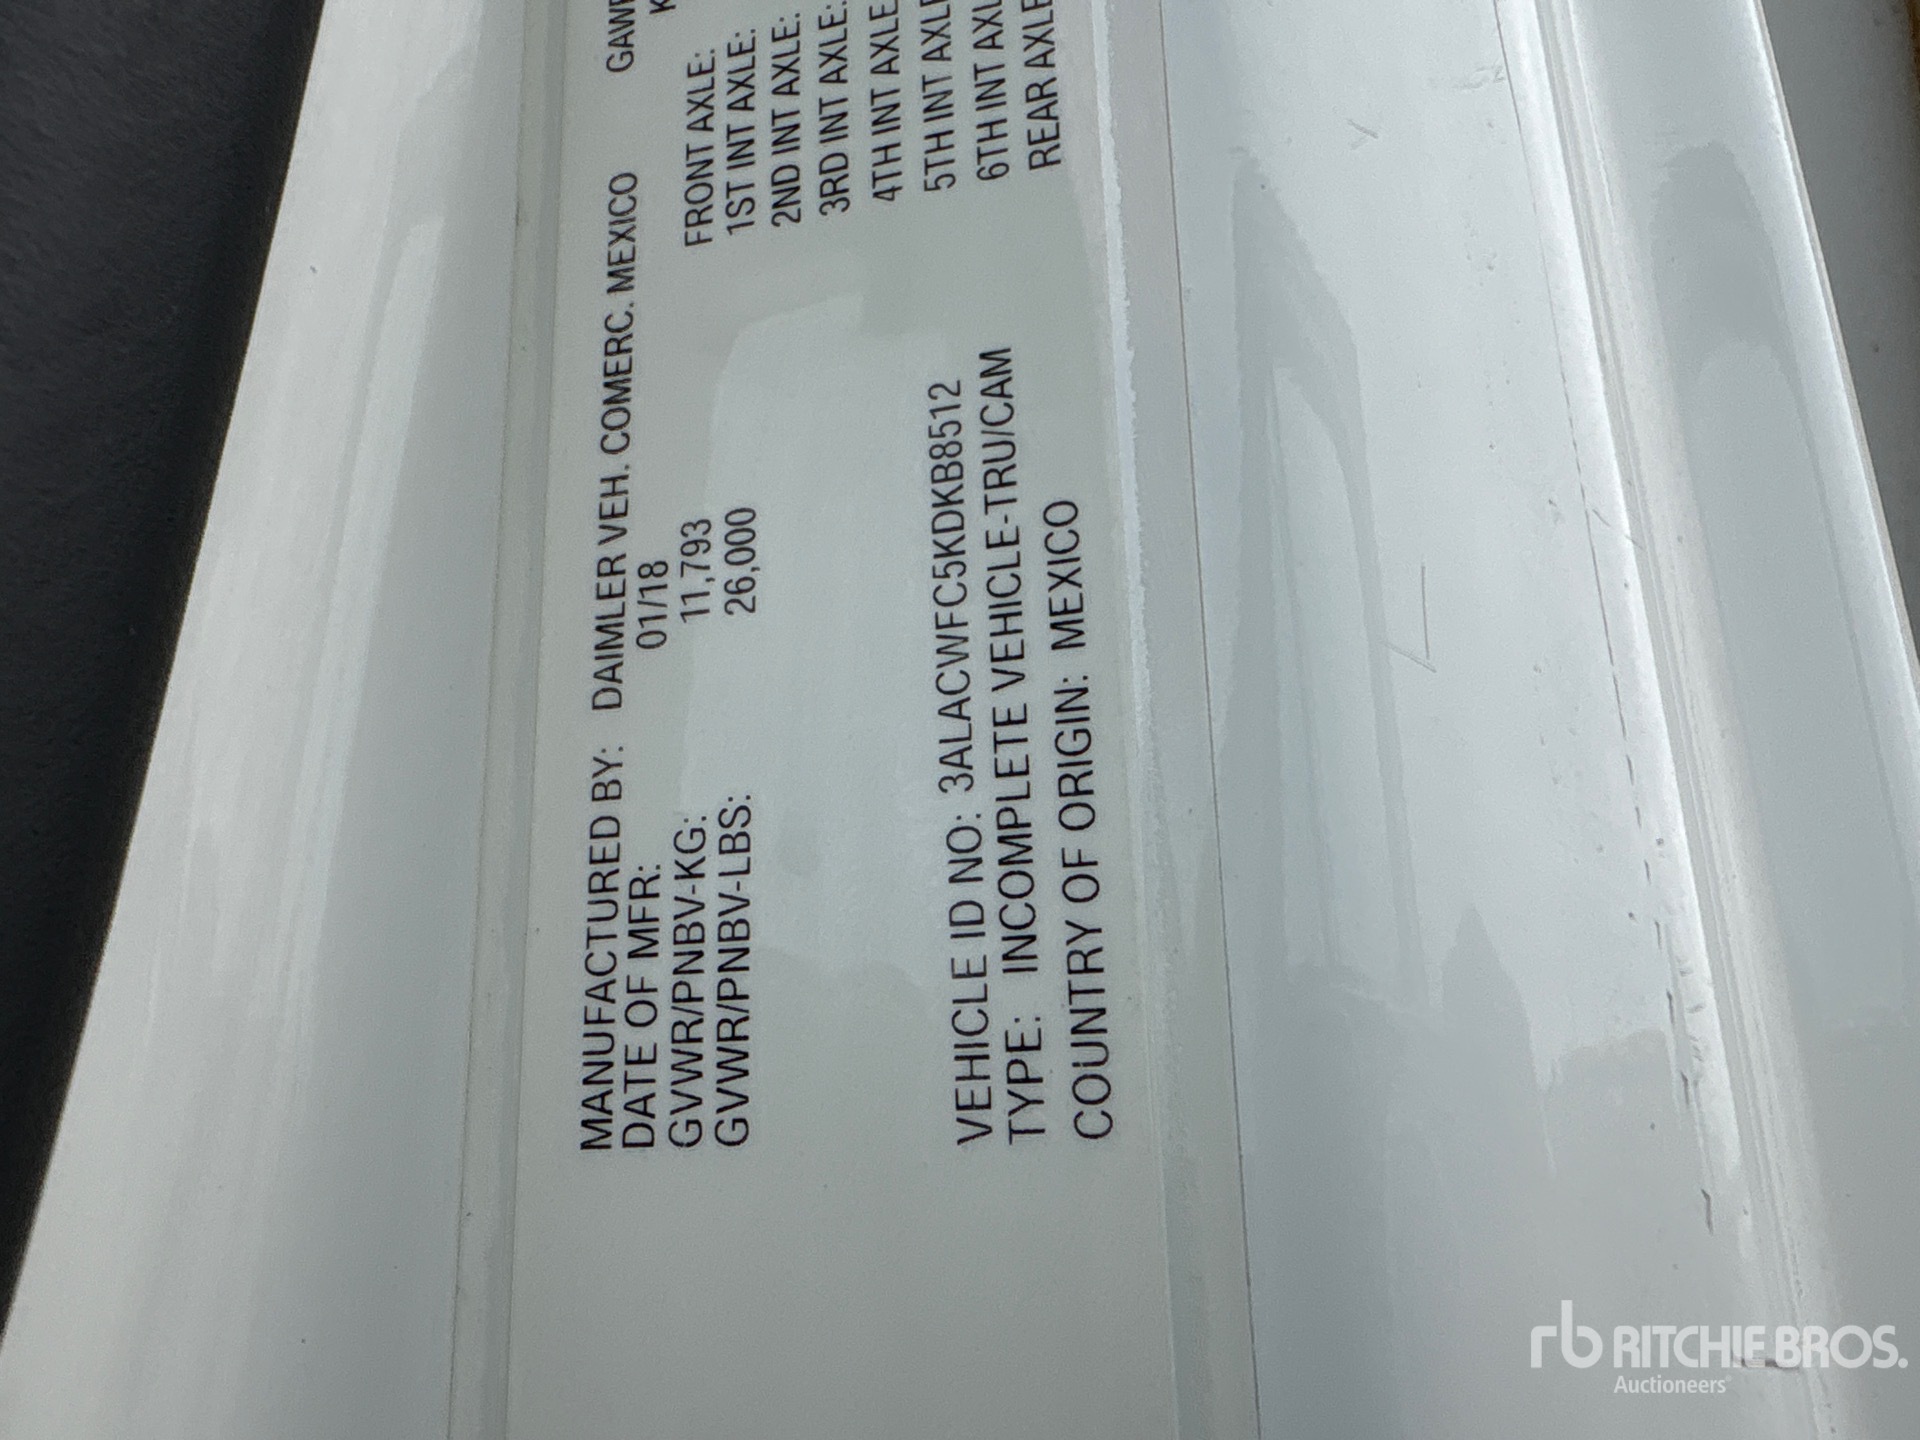 MANUFACTURED BY: DAIMLER VEH. COMERC. MEXICO
DATE OF MFR: 01/18
GVWR/PNBV-KG: 11,793
GVWR/PNBV-LBS: 26,000
VEHICLE ID NO: 3ALACWFC5KDKB8512
TYPE: INCOMPLETE VEHICLE-TRU/CAM
COUNTRY OF ORIGIN: MEXICO
FRONT AXLE:
1ST INT AXLE:
2ND INT AXLE:
3RD INT AXLE:
4TH INT AXLE
5TH INT AXLE
6TH INT AXL
REAR AXLE
rb RITCHIE BROS.
Auctioneers